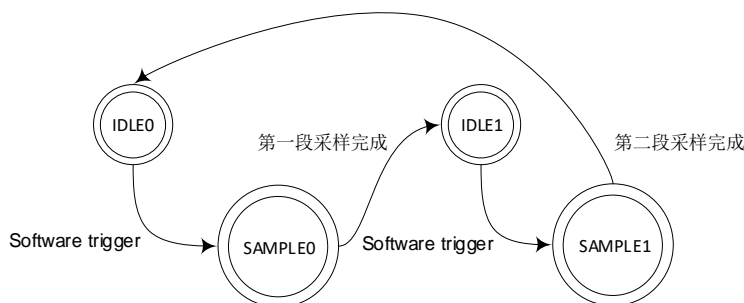 IDLE0
IDLE1
第一段采样完成
第二段采样完成
Software trigger
SAMPLE0
Software trigger
SAMPLE1